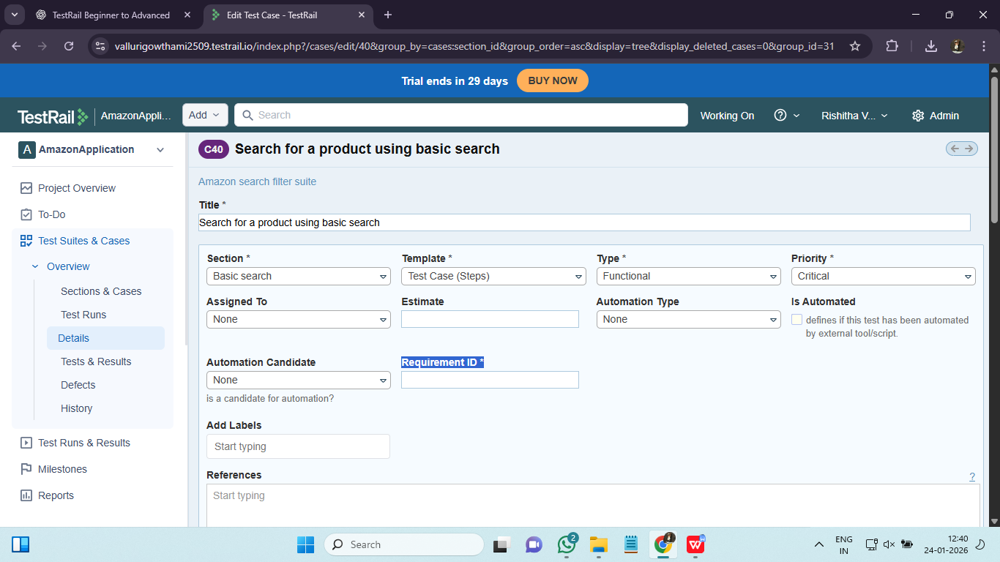 TestRail Beginner to Advanced
Edit Test Case - TestRail
vallurigowthami2509.testrail.io/index.php?/cases/edit/40&group_by=cases:section_id&group_order=asc&display=tree&display_deleted_cases=0&group_id=31
Trial ends in 29 days BUY NOW
TestRail AmazonAppli... Add Search Working On Rishitha V... Admin
A AmazonApplication
Project Overview
To-Do
Test Suites & Cases
Overview
Sections & Cases
Test Runs
Details
Tests & Results
Defects
History
Test Runs & Results
Milestones
Reports
C40 Search for a product using basic search
Amazon search filter suite
Title *
Search for a product using basic search
Section * Template * Type * Priority *
Basic search Test Case (Steps) Functional Critical
Assigned To Estimate Automation Type Is Automated
None None defines if this test has been automated
by external tool/script.
Automation Candidate Requirement ID *
None
is a candidate for automation?
Add Labels
Start typing
References ?
Start typing
Search 2 W ENG 12:40
IN 24-01-2026